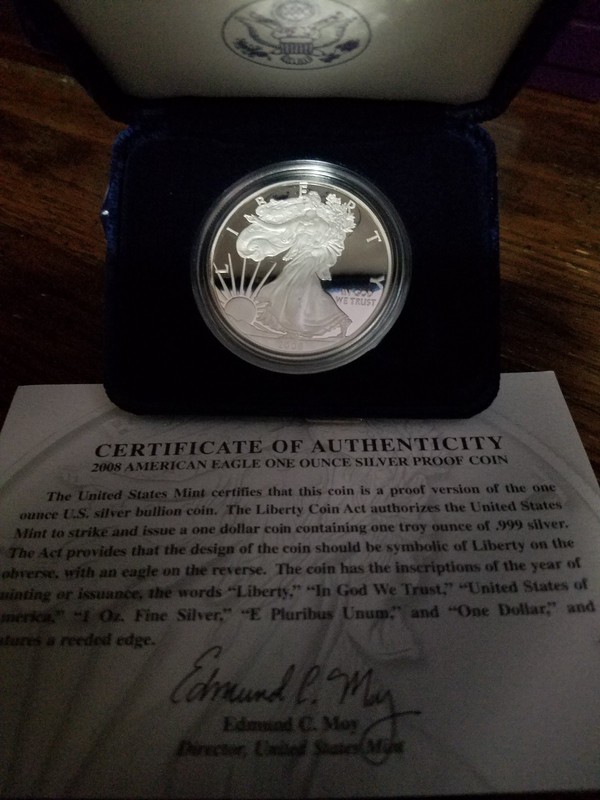 LIBERTY
IN GOD
WE TRUST
CERTIFICATE OF AUTHENTICITY
2008 AMERICAN EAGLE ONE OUNCE SILVER PROOF COIN
The United States Mint certifies that this coin is a proof version of the one
ounce U.S. silver bullion coin. The Liberty Coin Act authorizes the United States
Mint to strike and issue a one dollar coin containing one troy ounce of .999 silver.
The Act provides that the design of the coin should be symbolic of Liberty on the
obverse, with an eagle on the reverse. The coin has the inscriptions of the year of
minting or issuance, the words “Liberty,” “In God We Trust,” “United States of
America,” “1 Oz. Fine Silver,” “E Pluribus Unum,” and “One Dollar,” and
features a reeded edge.
Edmund C. Moy
Edmund C. Moy
Director, United States Mint